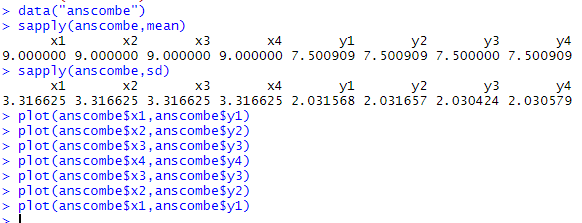 > data("anscombe")
> sapply(anscombe,mean)
x1 x2 x3 x4 y1 y2 y3 y4
9.000000 9.000000 9.000000 9.000000 7.500909 7.500909 7.500000 7.500909
> sapply(anscombe,sd)
x1 x2 x3 x4 y1 y2 y3 y4
3.316625 3.316625 3.316625 3.316625 2.031568 2.031657 2.030424 2.030579
> plot(anscombe$x1,anscombe$y1)
> plot(anscombe$x2,anscombe$y2)
> plot(anscombe$x3,anscombe$y3)
> plot(anscombe$x4,anscombe$y4)
> plot(anscombe$x3,anscombe$y3)
> plot(anscombe$x2,anscombe$y2)
> plot(anscombe$x1,anscombe$y1)
>